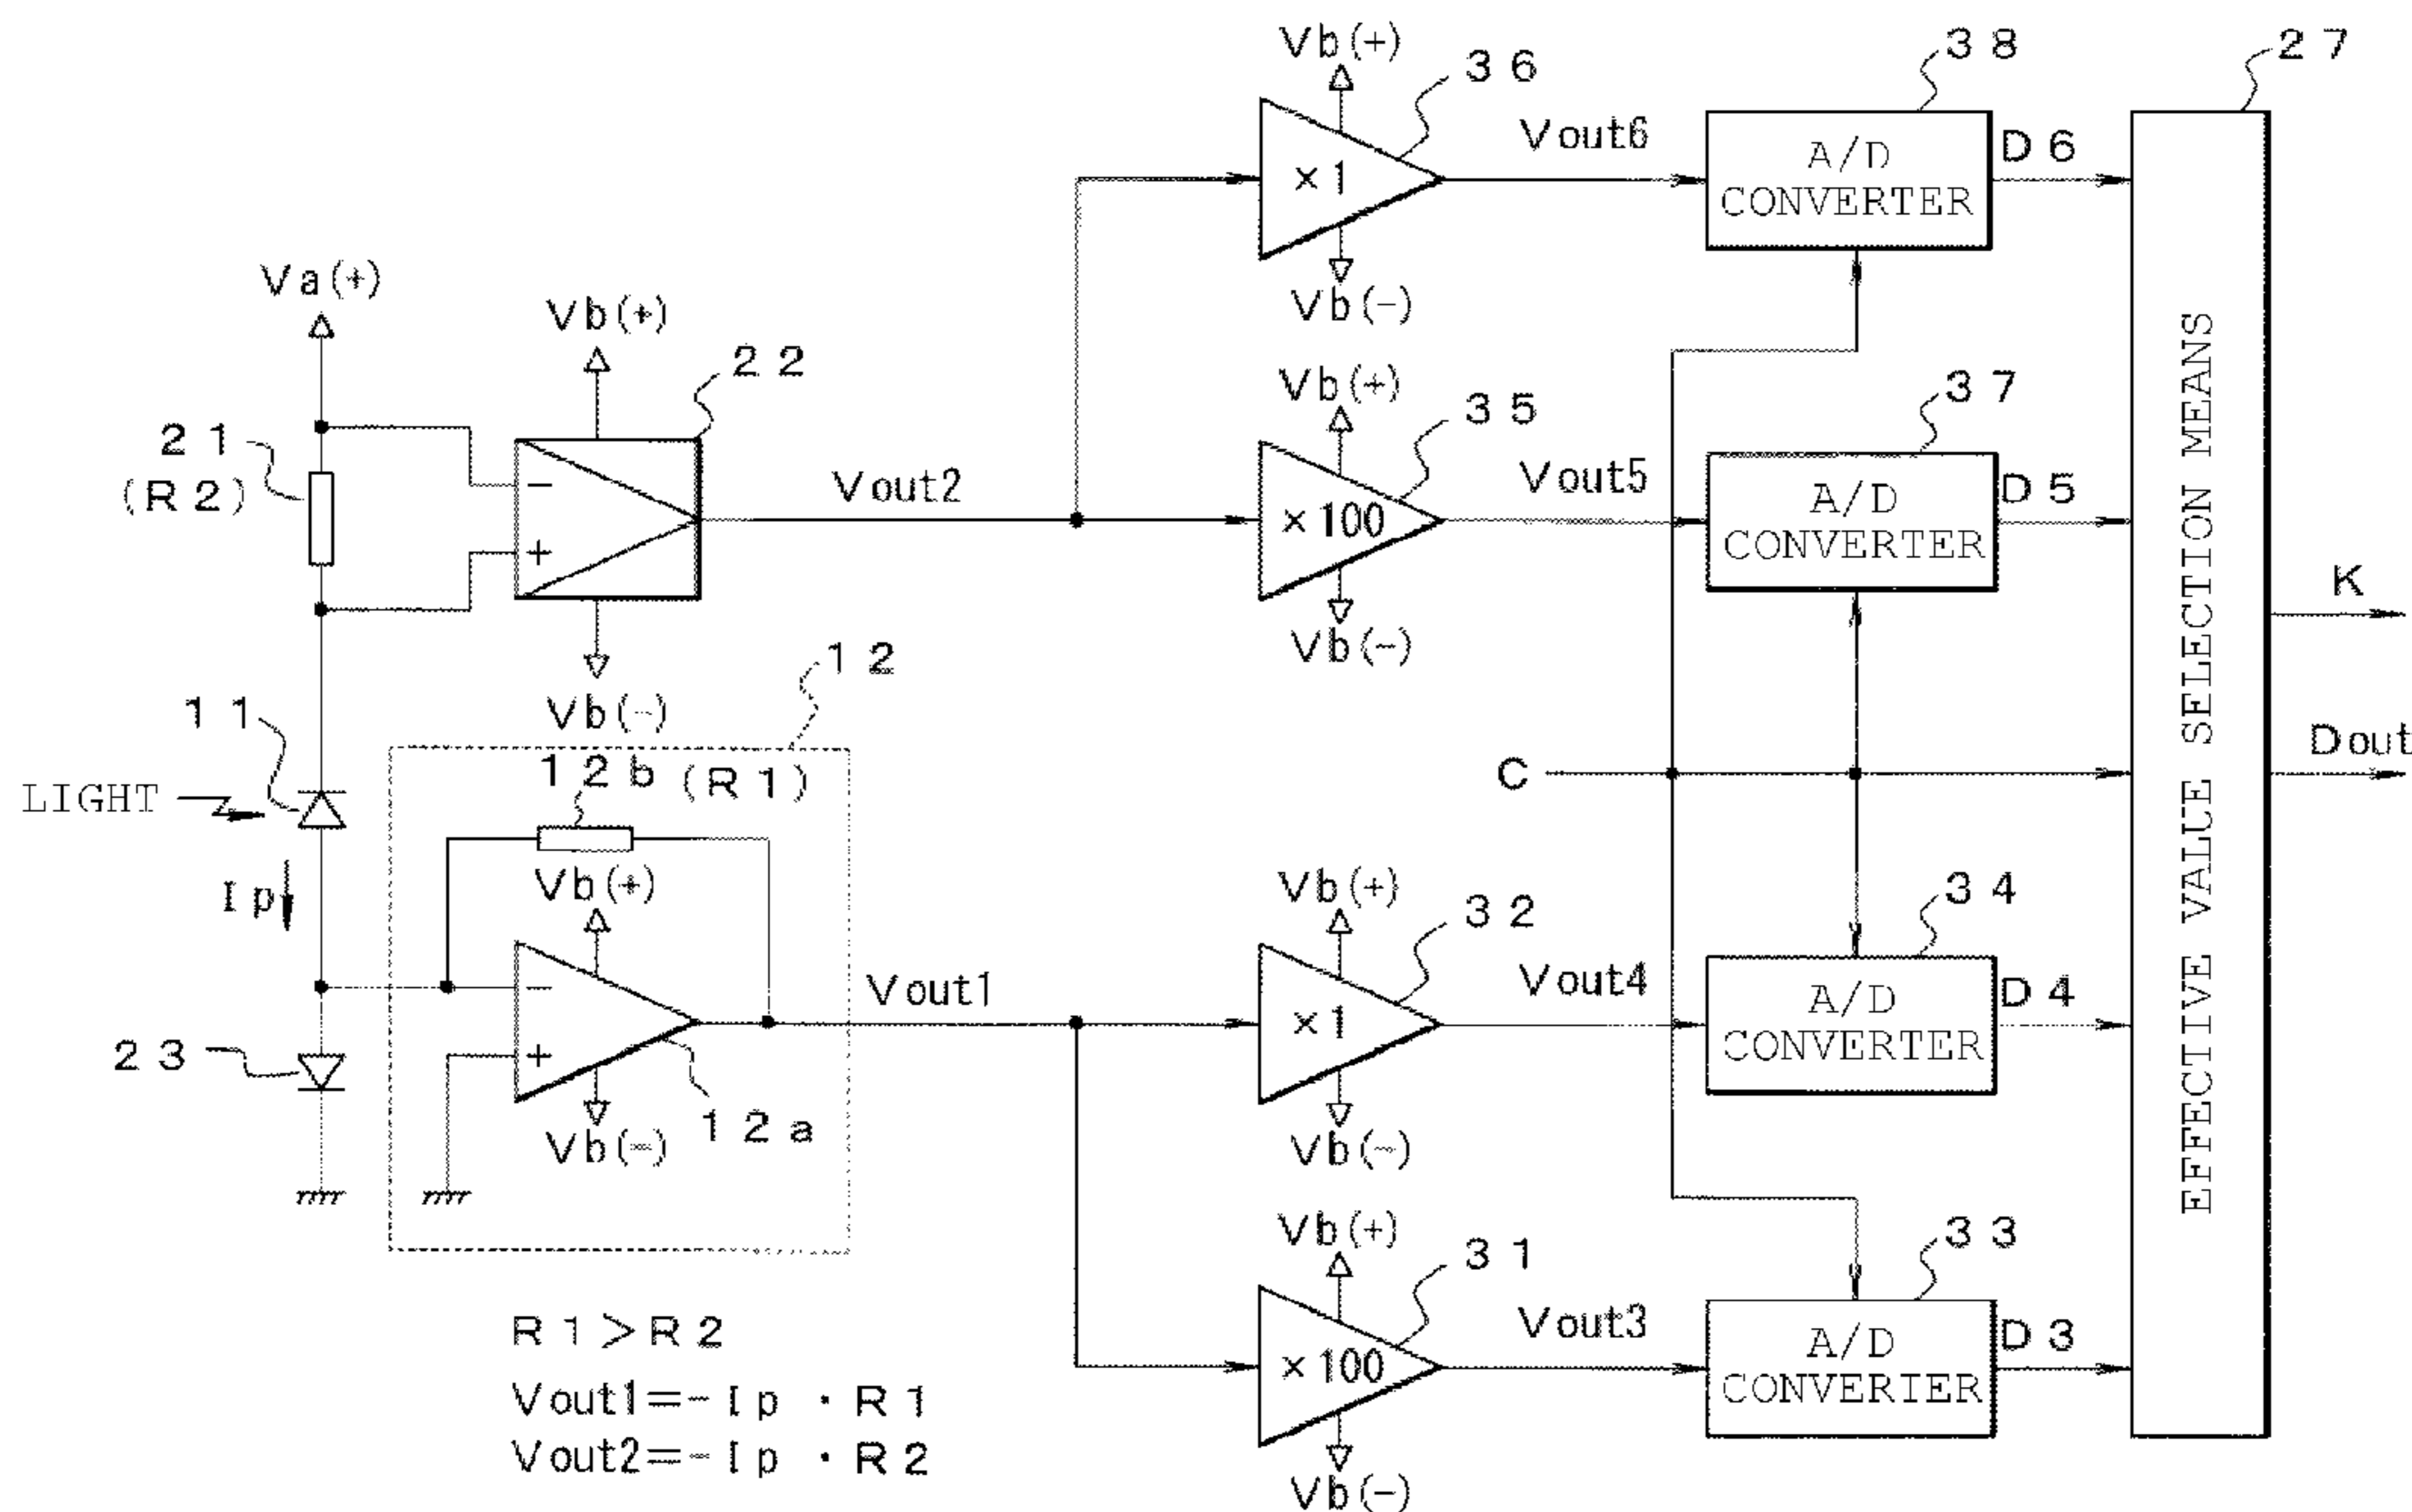 Vb(+)
36
38
27
×1
Vout6
A/D
CONVERTER
D6
Vb(-)
Va(+)
Vb(+)
22
21
(R2)
-
+
Vout2
Vb(-)
Vb(+)
35
37
×100
Vout5
A/D
CONVERTER
D5
Vb(-)
EFFECTIVE VALUE SELECTION MEANS
K
Dout
C
11
LIGHT
Ip
12
12b
(R1)
Vb(+)
-
+
Vb(-)
12a
23
Vout1
Vb(+)
32
34
×1
Vout4
A/D
CONVERTER
D4
Vb(-)
Vb(+)
31
33
×100
Vout3
A/D
CONVERIER
D3
Vb(-)
R1>R2
Vout1=-Ip・R1
Vout2=-Ip・R2